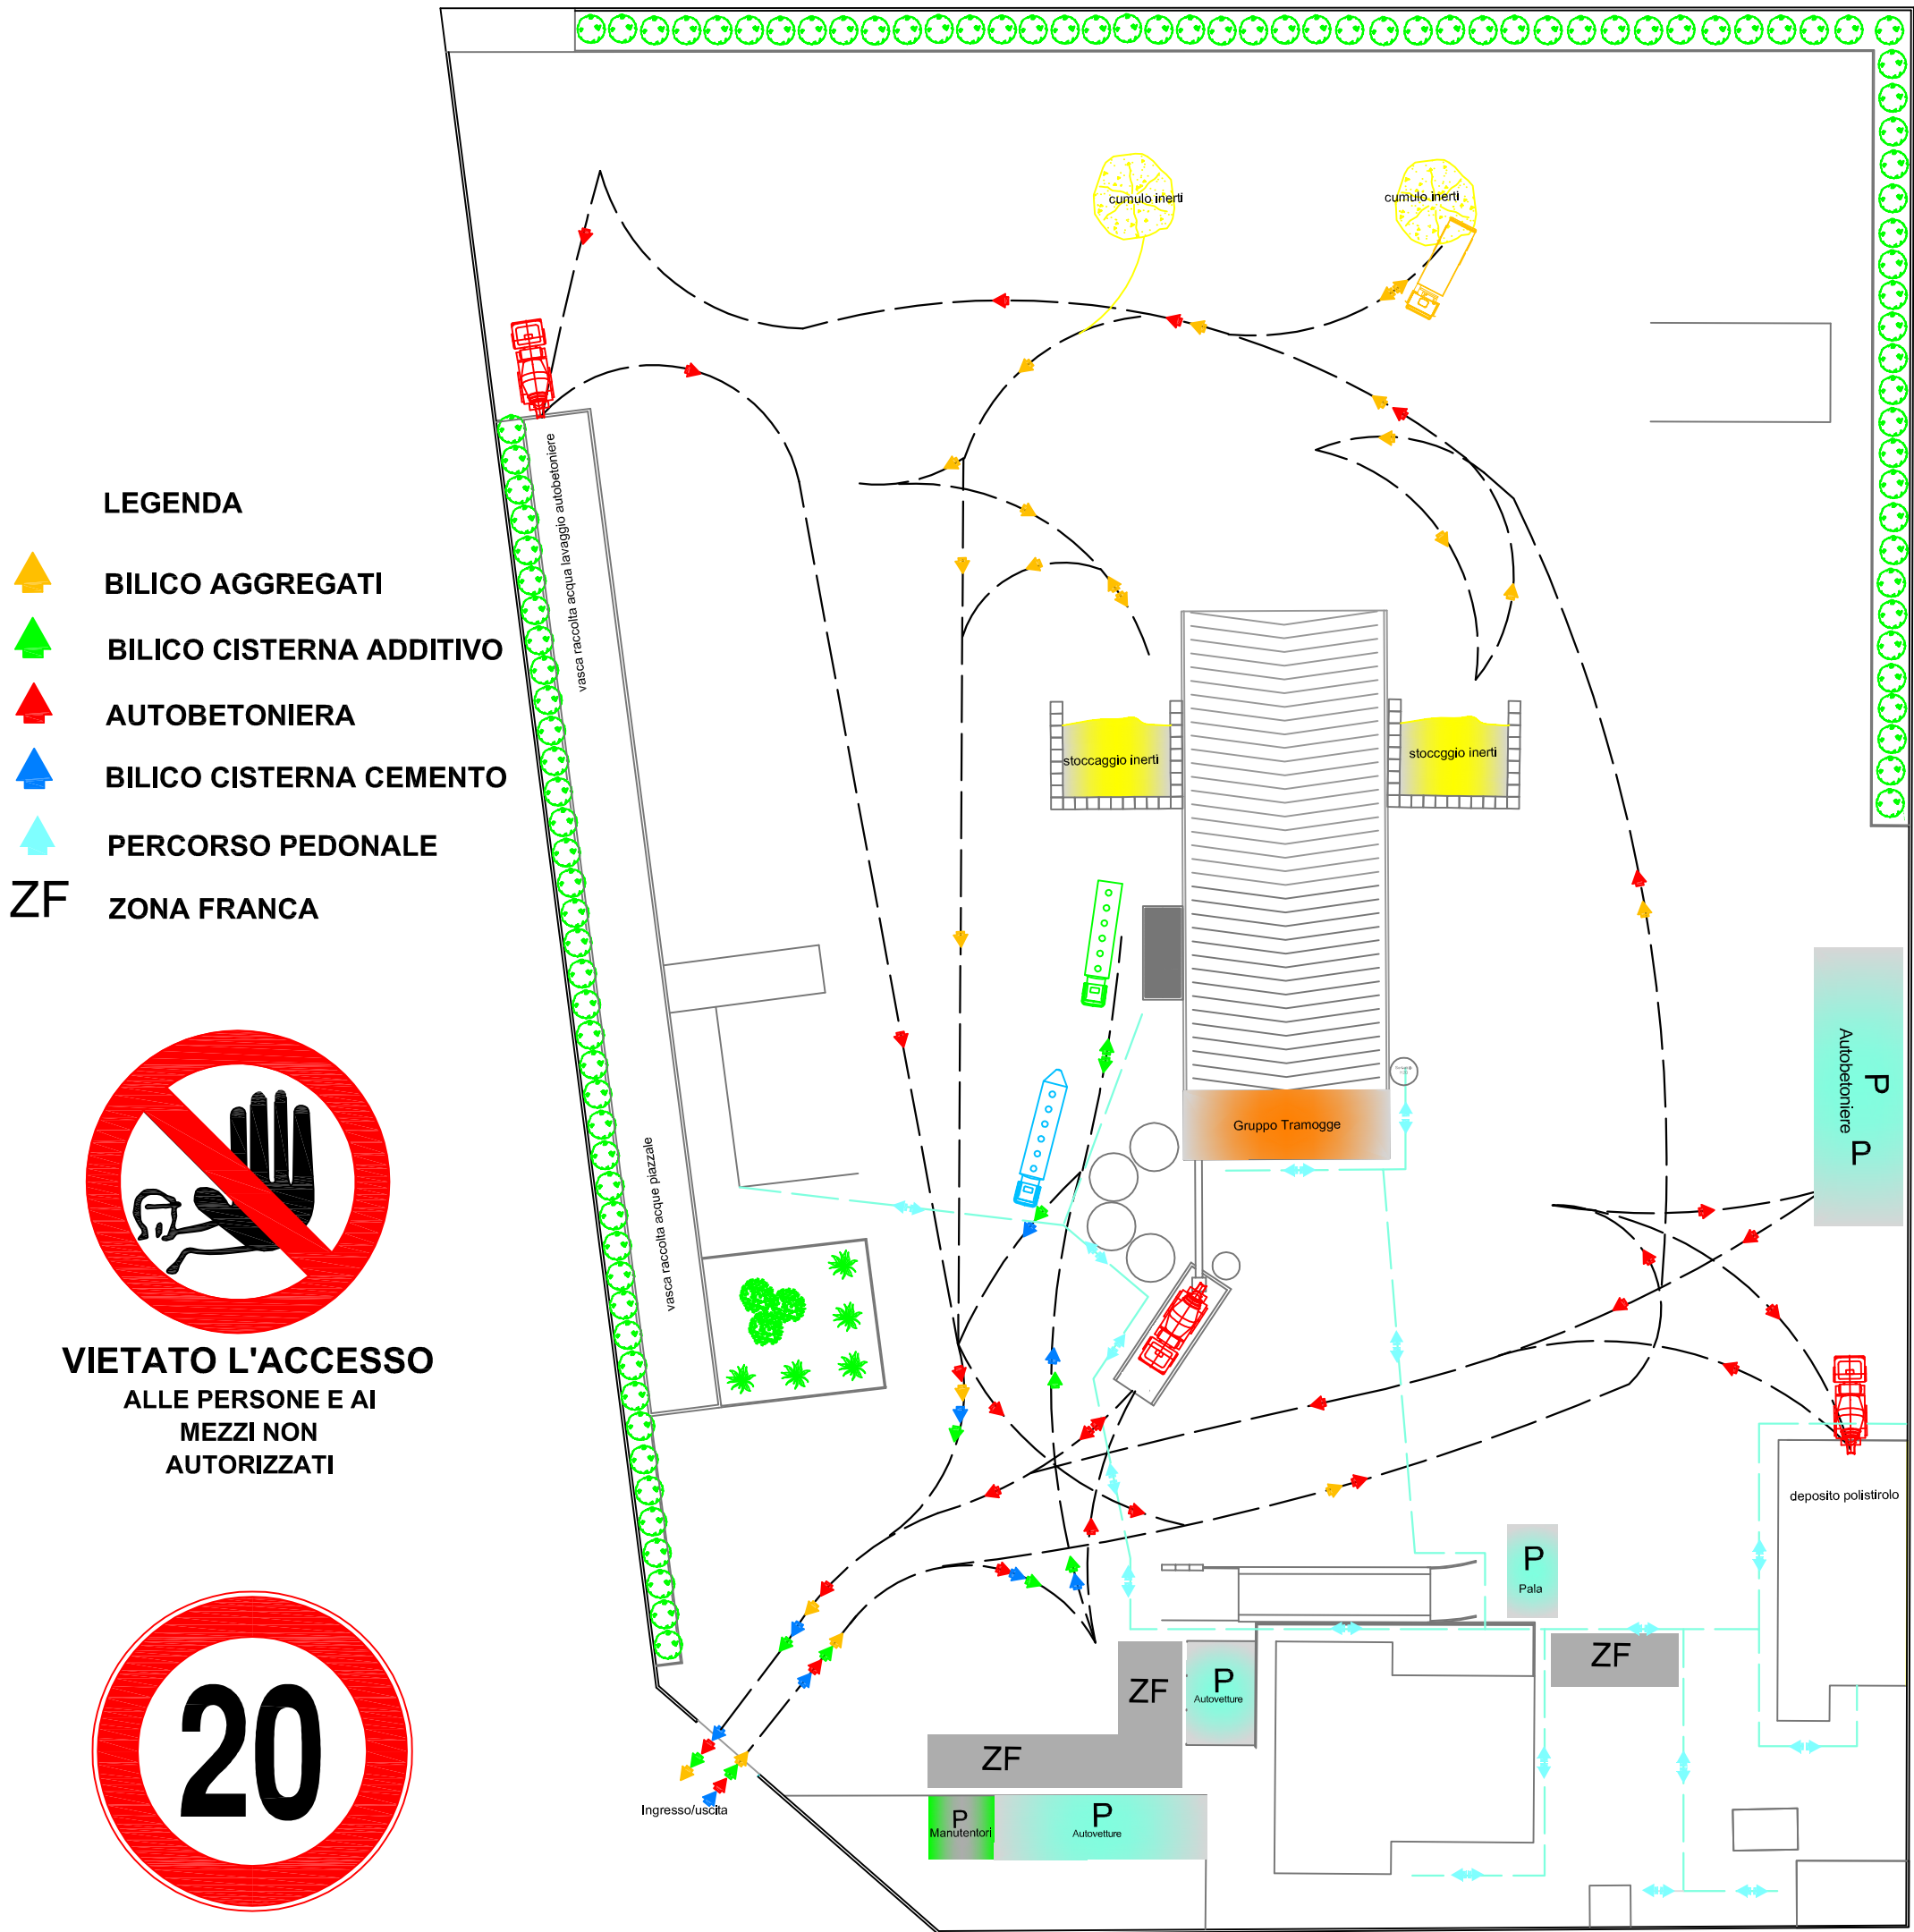 cumulo inerti
cumulo inerti
vasca raccolta acqua lavaggio autobetoniere
LEGENDA
BILICO AGGREGATI
BILICO CISTERNA ADDITIVO
AUTOBETONIERA
BILICO CISTERNA CEMENTO
PERCORSO PEDONALE
ZF ZONA FRANCA
stoccaggio inerti
stoccggio inerti
Autobetoniere
P
P
Gruppo Tramogge
vasca raccolta acque piazzale
VIETATO L'ACCESSO
ALLE PERSONE E AI
MEZZI NON
AUTORIZZATI
deposito polistirolo
P
Pala
ZF
ZF
P
Autovetture
ZF
20
Ingresso/uscita
P
Manutentori
P
Autovetture